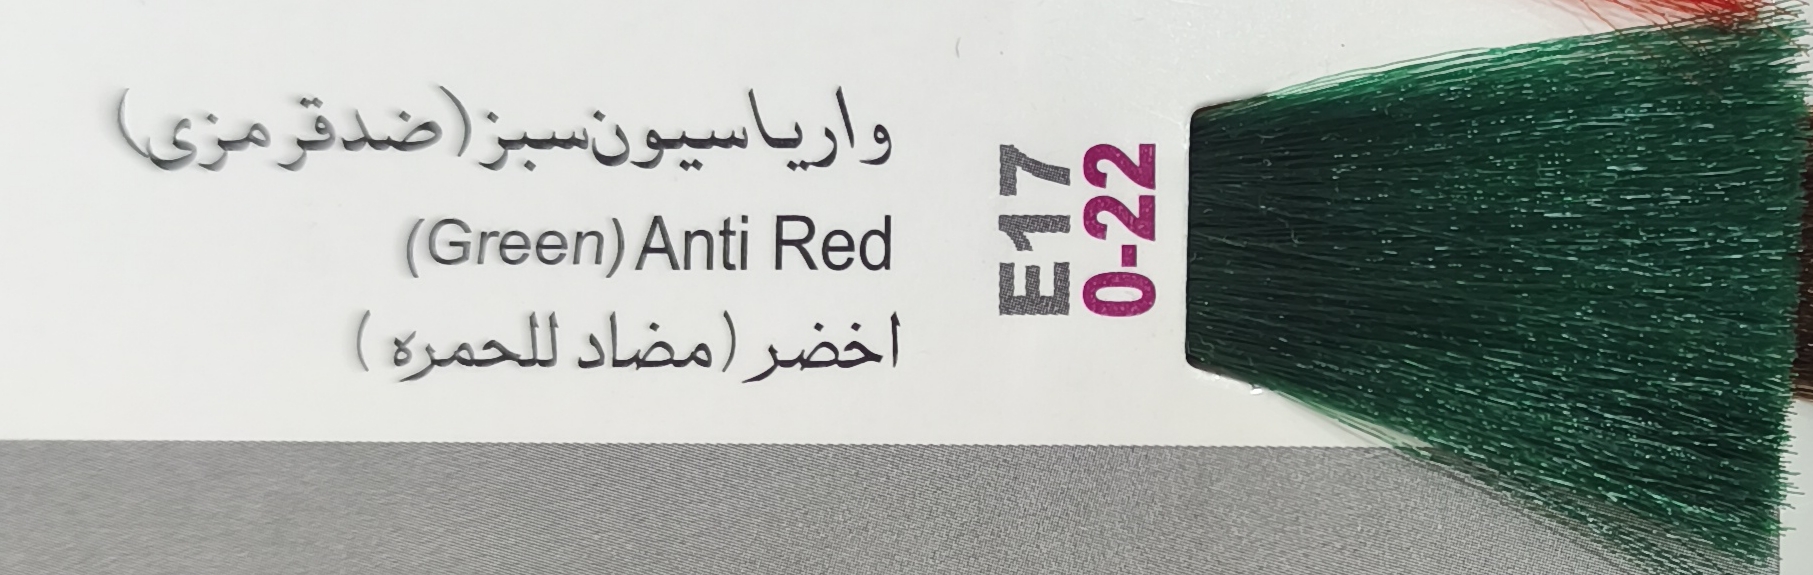 واریاسیون سبز (ضد قرمزی)
(Green) Anti Red
اخضر (مضاد للحمره)
E17
0-22